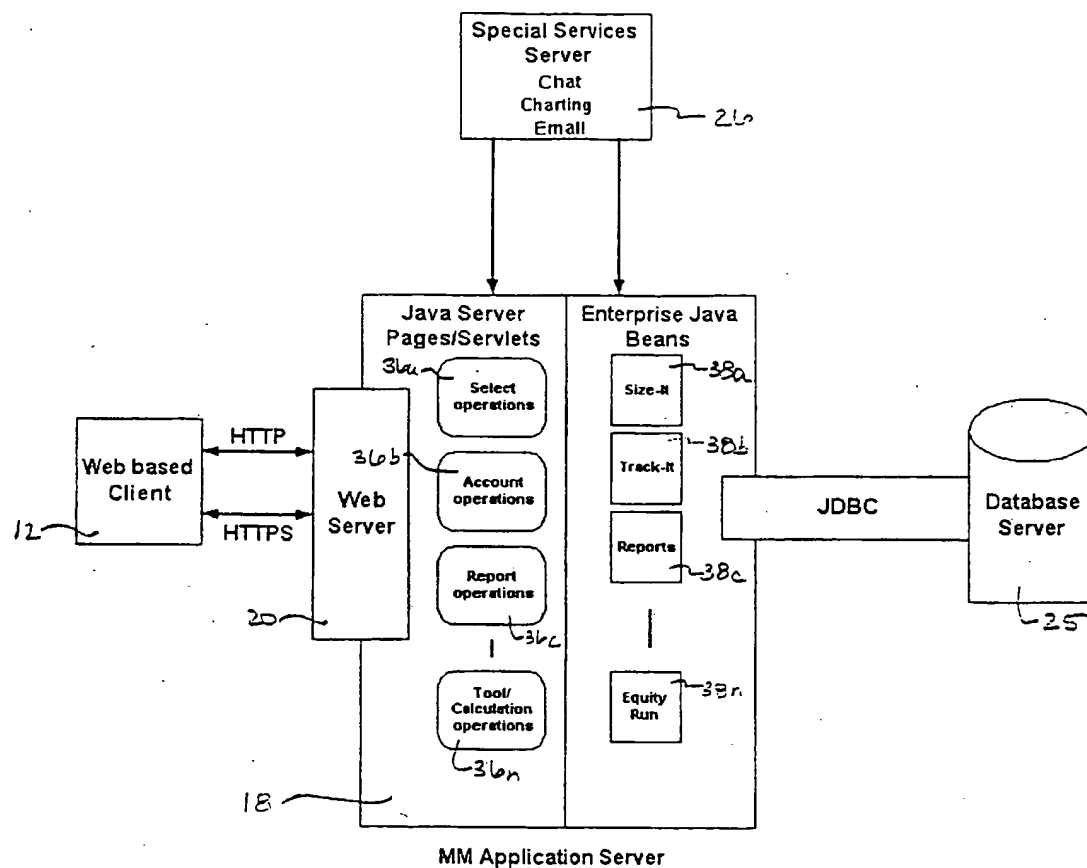 Special Services
Server
Chat
Charting
Email
26
Java Server
Pages/Servlets
Enterprise Java
Beans
36a
Select
operations
38a
Size-It
HTTP
Web based
Client
12
HTTPS
Web
Server
20
36b
Account
operations
38b
Track-It
JDBC
Database
Server
25
Report
operations
36c
Reports
38c
Tool/
Calculation
operations
36n
Equity
Run
38n
18
MM Application Server